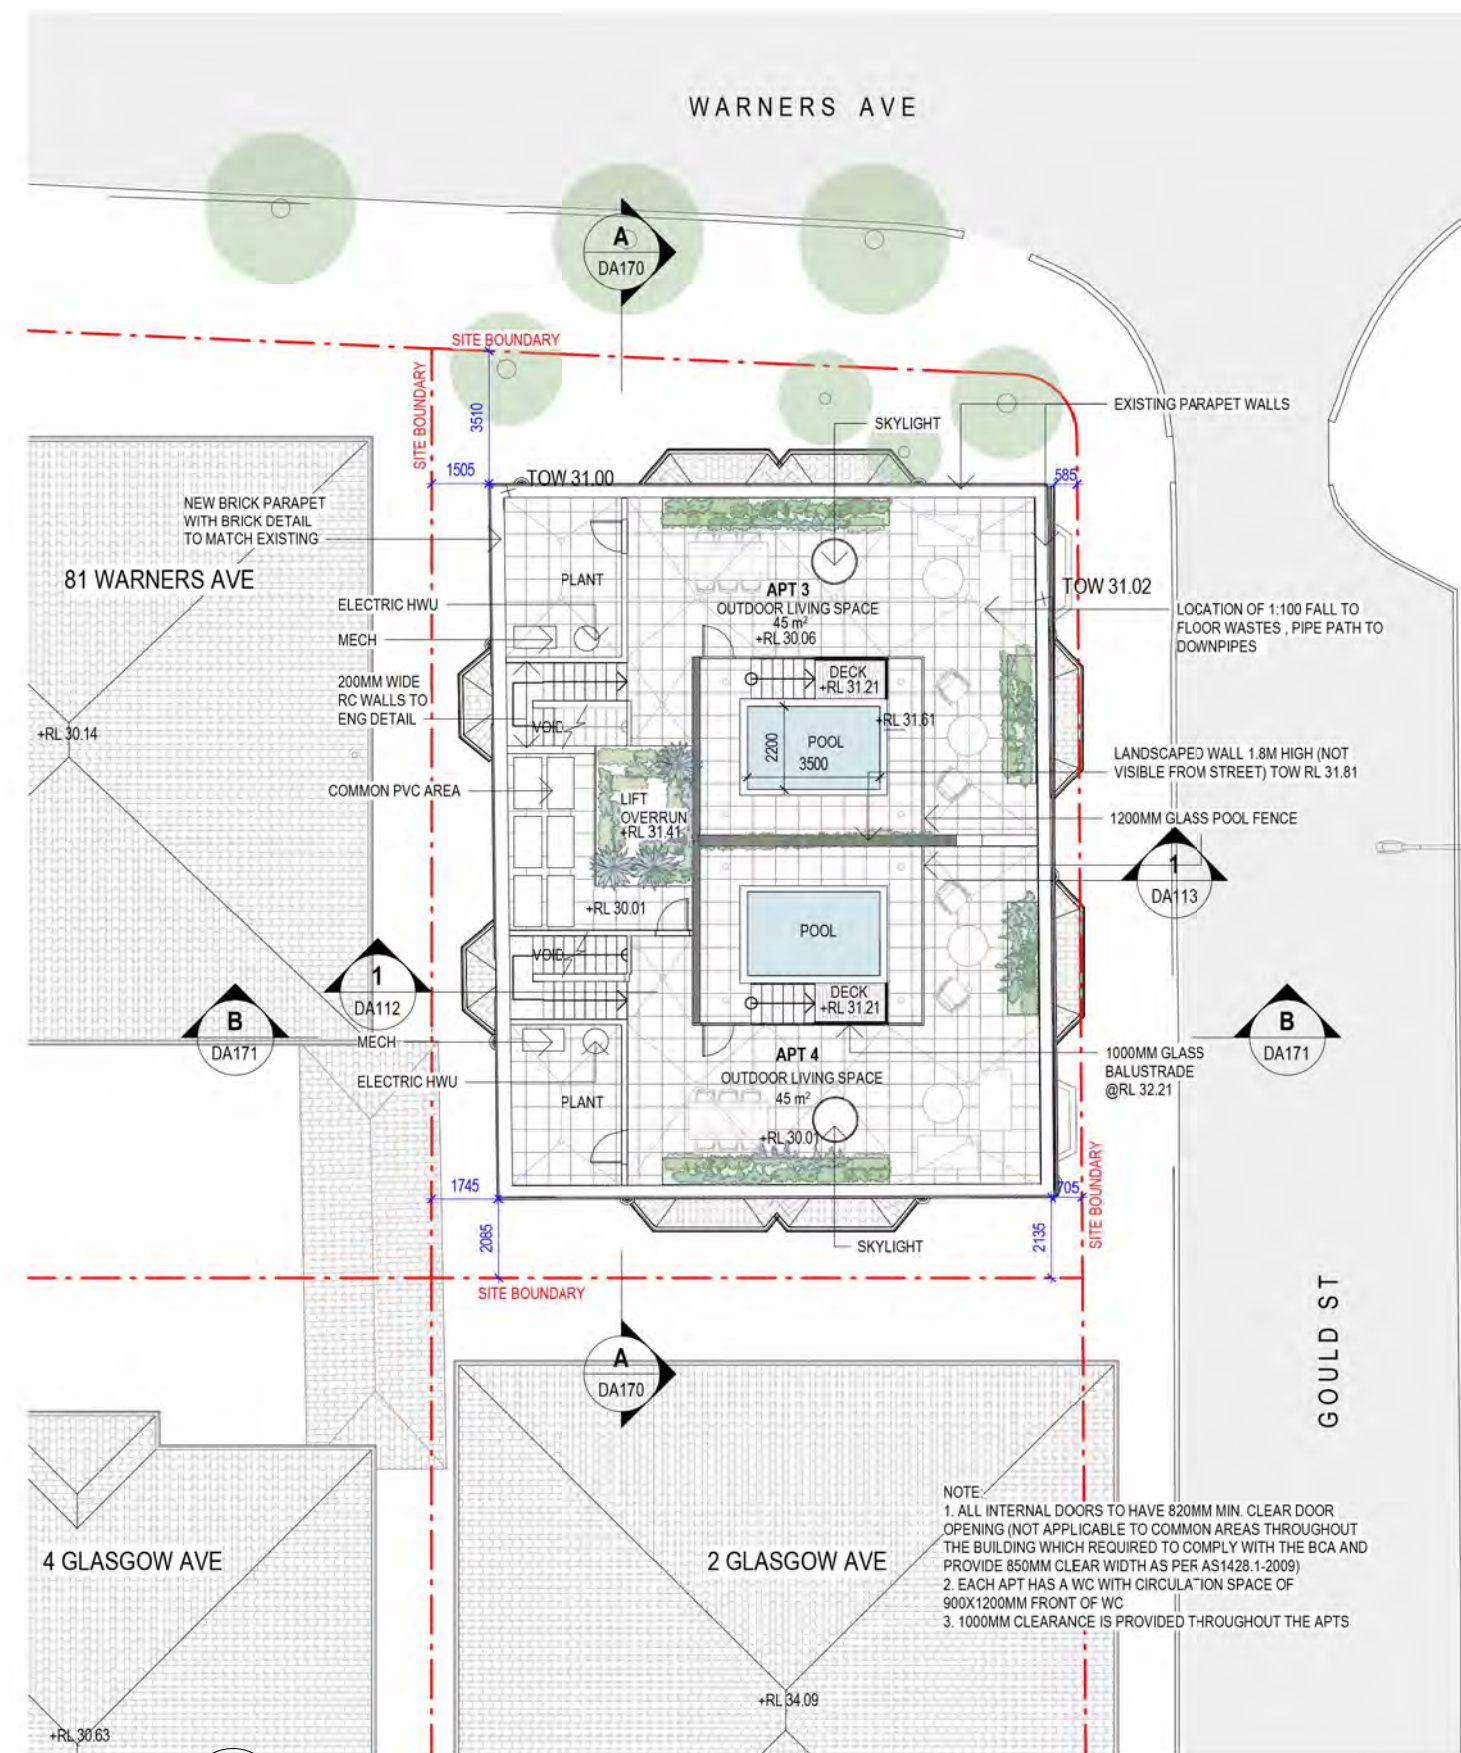 WARNERS AVE
A
DA170
SITE BOUNDARY
SITE BOUNDARY
3510
1505
TOW 31.00
SKYLIGHT
EXISTING PARAPET WALLS
585
NEW BRICK PARAPET
WITH BRICK DETAIL
TO MATCH EXISTING
81 WARNERS AVE
PLANT
APT 3
OUTDOOR LIVING SPACE
45 m²
+RL 30.06
TOW 31.02
ELECTRIC HWU
MECH
LOCATION OF 1:100 FALL TO
FLOOR WASTES , PIPE PATH TO
DOWNPIPES
200MM WIDE
RC WALLS TO
ENG DETAIL
DECK
+RL 31.21
+RL 31.61
VOID
+RL 30.14
POOL
2200
3500
LANDSCAPED WALL 1.8M HIGH (NOT
VISIBLE FROM STREET) TOW RL 31.81
COMMON PVC AREA
LIFT
OVERRUN
+RL 31.41
1200MM GLASS POOL FENCE
1
DA113
+RL 30.01
POOL
VOID
1
DA112
DECK
+RL 31.21
B
DA171
B
DA171
MECH
APT 4
OUTDOOR LIVING SPACE
45 m²
+RL 30.01
1000MM GLASS
BALUSTRADE
@RL 32.21
ELECTRIC HWU
PLANT
1745
705
SITE BOUNDARY
2085
2135
SKYLIGHT
SITE BOUNDARY
GOULD ST
A
DA170
NOTE:
1. ALL INTERNAL DOORS TO HAVE 820MM MIN. CLEAR DOOR
OPENING (NOT APPLICABLE TO COMMON AREAS THROUGHOUT
THE BUILDING WHICH REQUIRED TO COMPLY WITH THE BCA AND
PROVIDE 850MM CLEAR WIDTH AS PER AS1428.1-2009)
2. EACH APT HAS A WC WITH CIRCULATION SPACE OF
900X1200MM FRONT OF WC
3. 1000MM CLEARANCE IS PROVIDED THROUGHOUT THE APTS
4 GLASGOW AVE
2 GLASGOW AVE
+RL 34.09
+RL 30.63